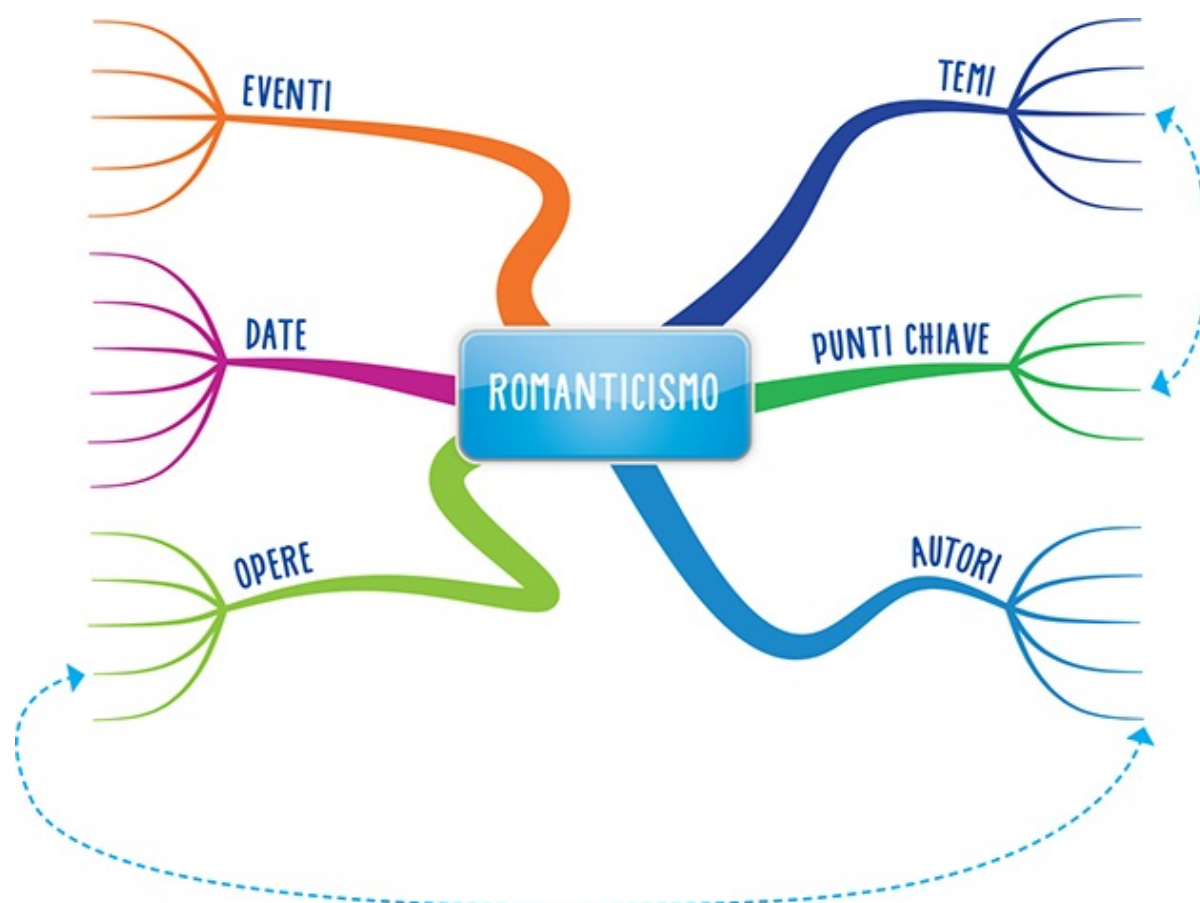 EVENTI
TEMI
DATE
PUNTI CHIAVE
ROMANTICISMO
OPERE
AUTORI